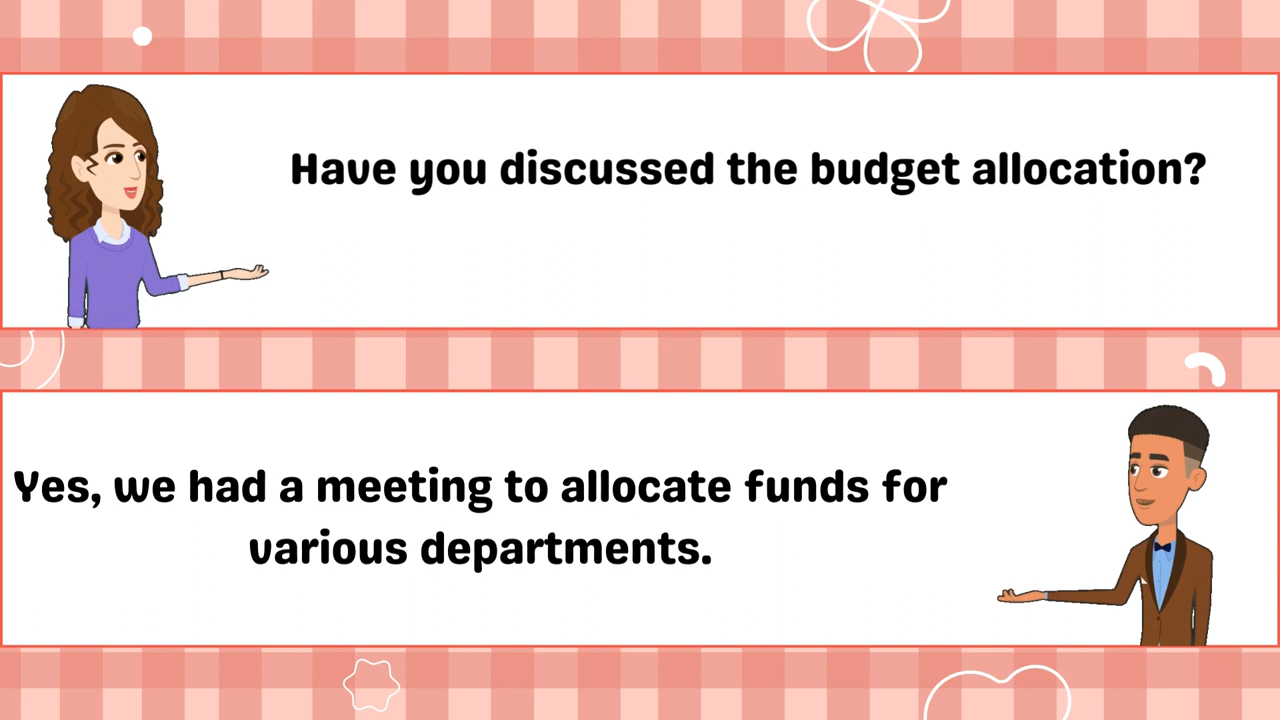 Have you discussed the budget allocation?
Yes, we had a meeting to allocate funds for
various departments.